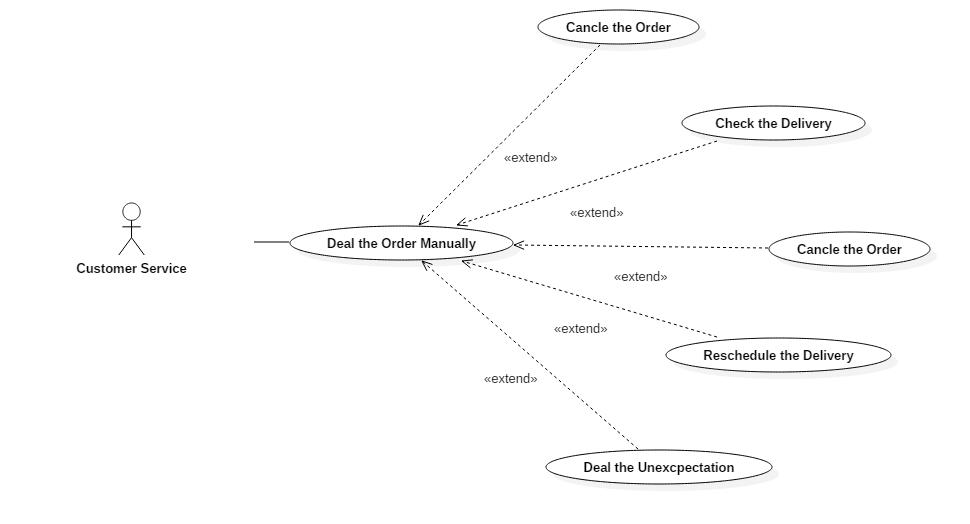 Cancle the Order
Check the Delivery
«extend»
«extend»
Deal the Order Manually
Cancle the Order
Customer Service
«extend»
«extend»
Reschedule the Delivery
«extend»
Deal the Unexcpectation